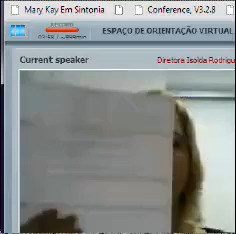 Mary Kay Em Sintonia Conference, V3.2.8
ESPAÇO DE ORIENTAÇÃO VIRTUAL
Current speaker Diretora Isolda Rodrigu